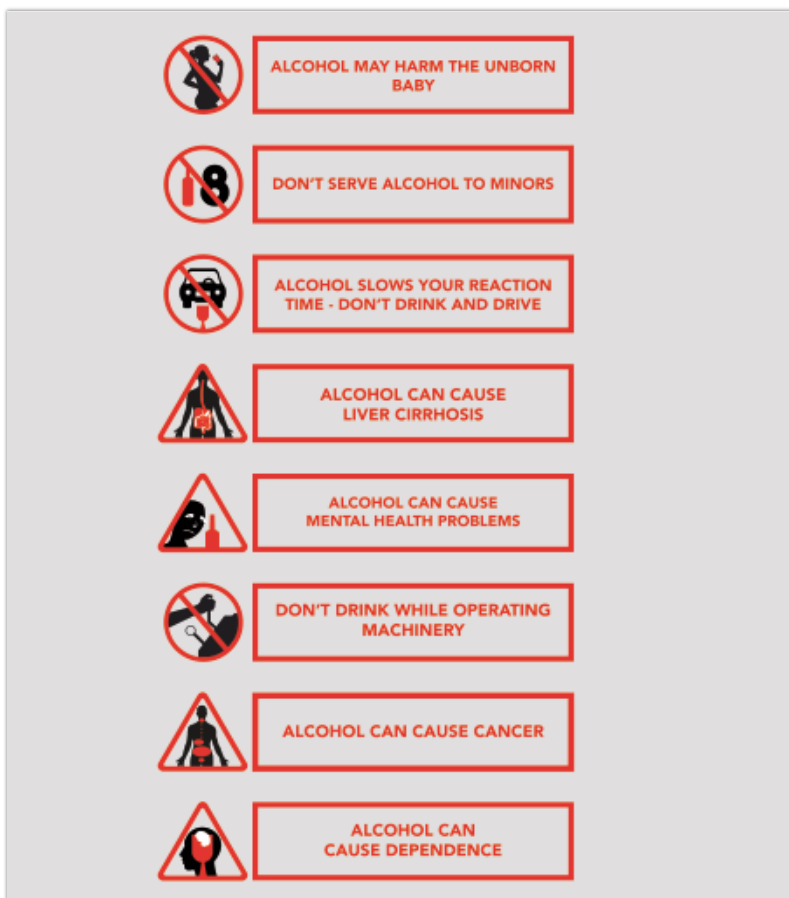 ALCOHOL MAY HARM THE UNBORN
BABY
18
DON'T SERVE ALCOHOL TO MINORS
ALCOHOL SLOWS YOUR REACTION
TIME - DON'T DRINK AND DRIVE
ALCOHOL CAN CAUSE
LIVER CIRRHOSIS
ALCOHOL CAN CAUSE
MENTAL HEALTH PROBLEMS
DON'T DRINK WHILE OPERATING
MACHINERY
ALCOHOL CAN CAUSE CANCER
ALCOHOL CAN
CAUSE DEPENDENCE